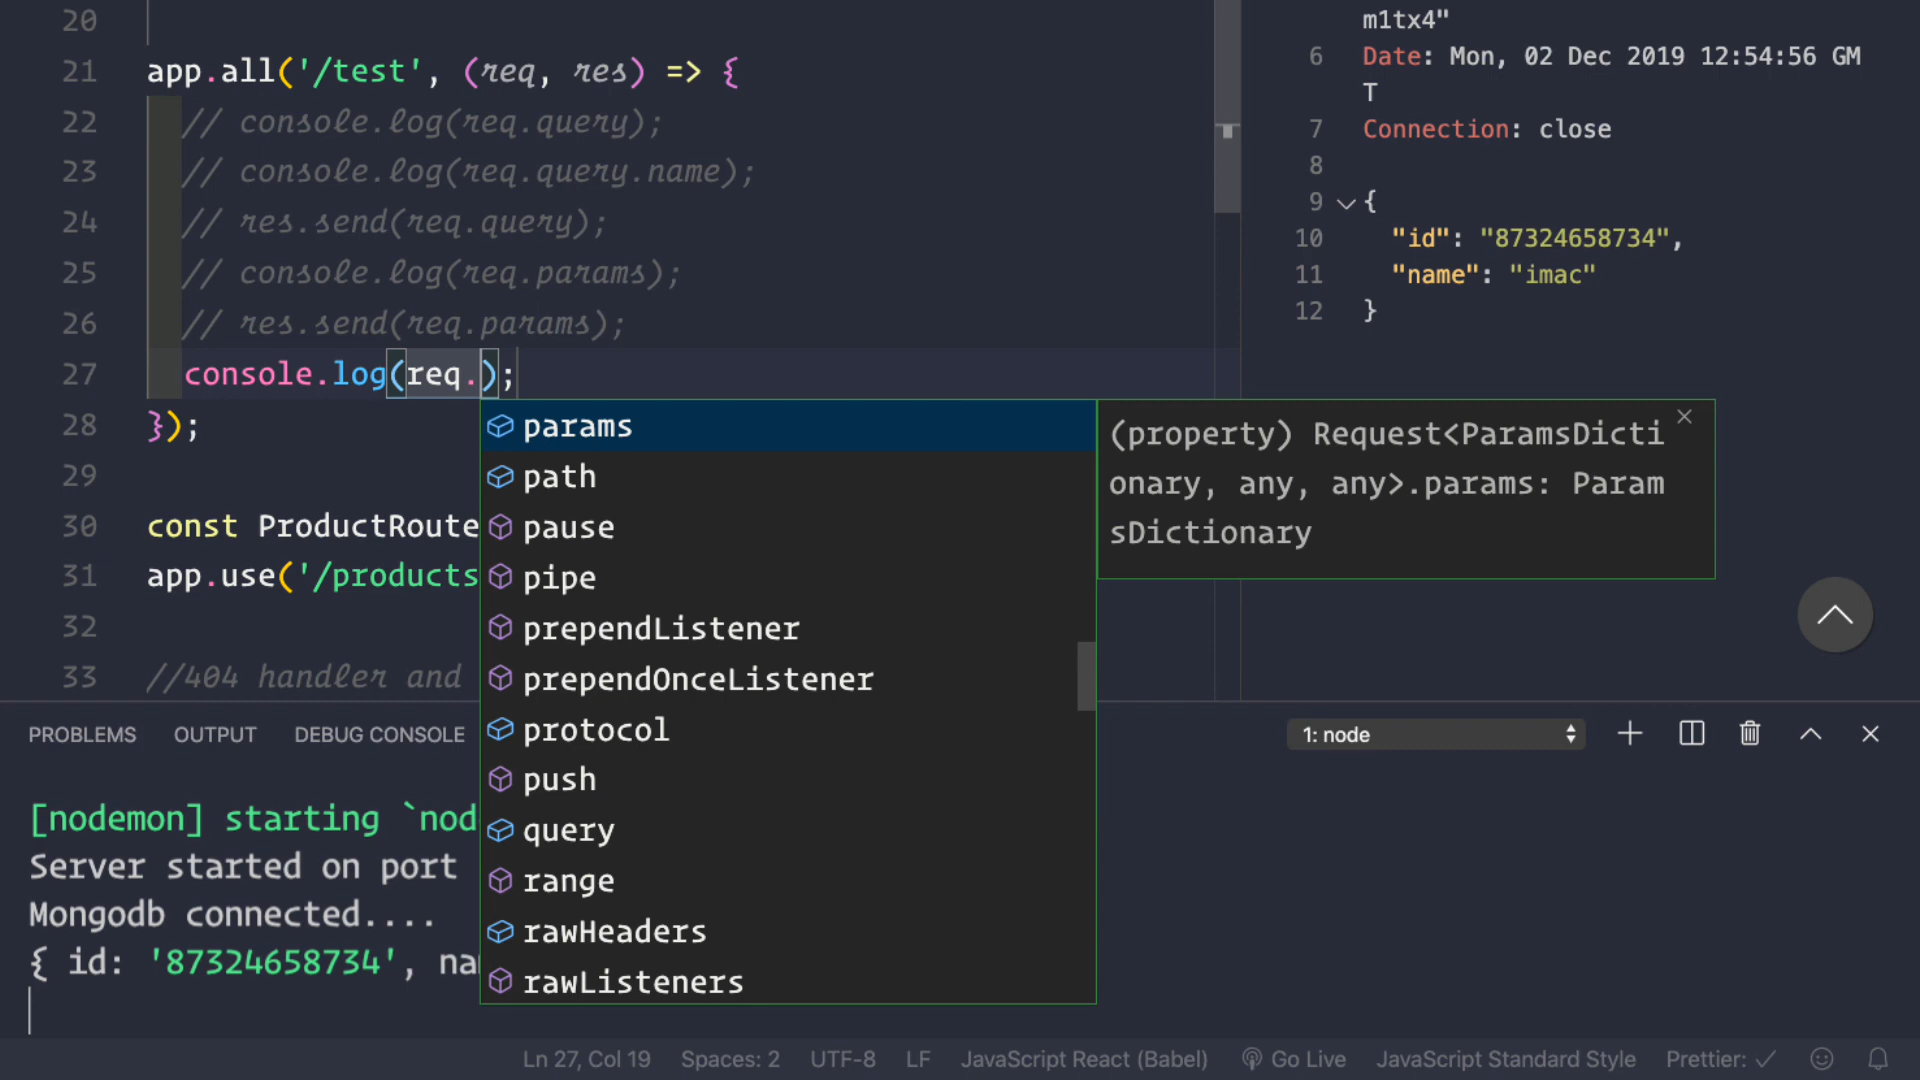 20
21 app.all('/test', (req, res) => {
22 // console.log(req.query);
23 // console.log(req.query.name);
24 // res.send(req.query);
25 // console.log(req.params);
26 // res.send(req.params);
27 console.log(req.);
28 });
29
30 const ProductRoute
31 app.use('/products
32
33 //404 handler and
params
path
pause
pipe
prependListener
prependOnceListener
protocol
push
query
range
rawHeaders
rawListeners
(property) Request<ParamsDicti
onary, any, any>.params: Param
sDictionary
m1tx4"
6 Date: Mon, 02 Dec 2019 12:54:56 GM
T
7 Connection: close
8
9 {
10 "id": "87324658734",
11 "name": "imac"
12 }
PROBLEMS OUTPUT DEBUG CONSOLE 1: node
[nodemon] starting `nod
Server started on port
Mongodb connected....
{ id: '87324658734', na
Ln 27, Col 19 Spaces: 2 UTF-8 LF JavaScript React (Babel) Go Live JavaScript Standard Style Prettier: ✓